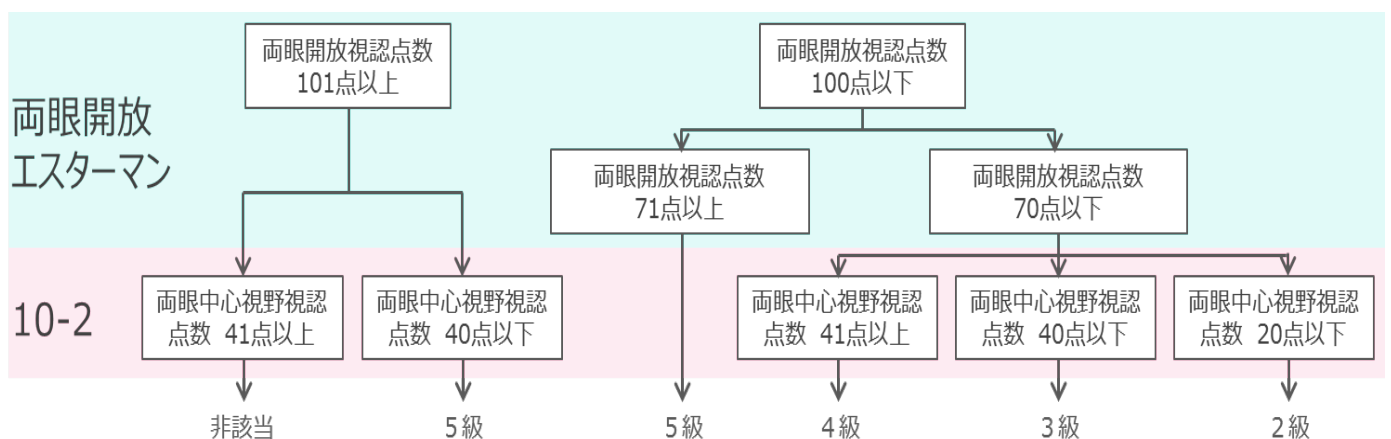 両眼開放視認点数
101点以上
両眼開放視認点数
100点以下
両眼開放
エスターマン
両眼開放視認点数
71点以上
両眼開放視認点数
70点以下
10-2
両眼中心視野視認
点数 41点以上
両眼中心視野視認
点数 40点以下
両眼中心視野視認
点数 41点以上
両眼中心視野視認
点数 40点以下
両眼中心視野視認
点数 20点以下
非該当
5級
5級
4級
3級
2級